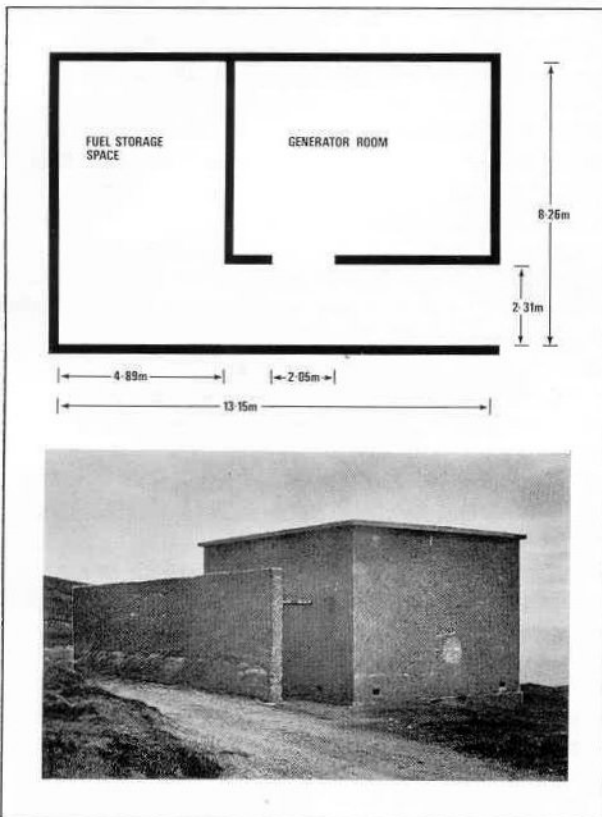 FUEL STORAGE
SPACE
GENERATOR ROOM
8·26m
2·31m
4·89m
2·05m
13·15m